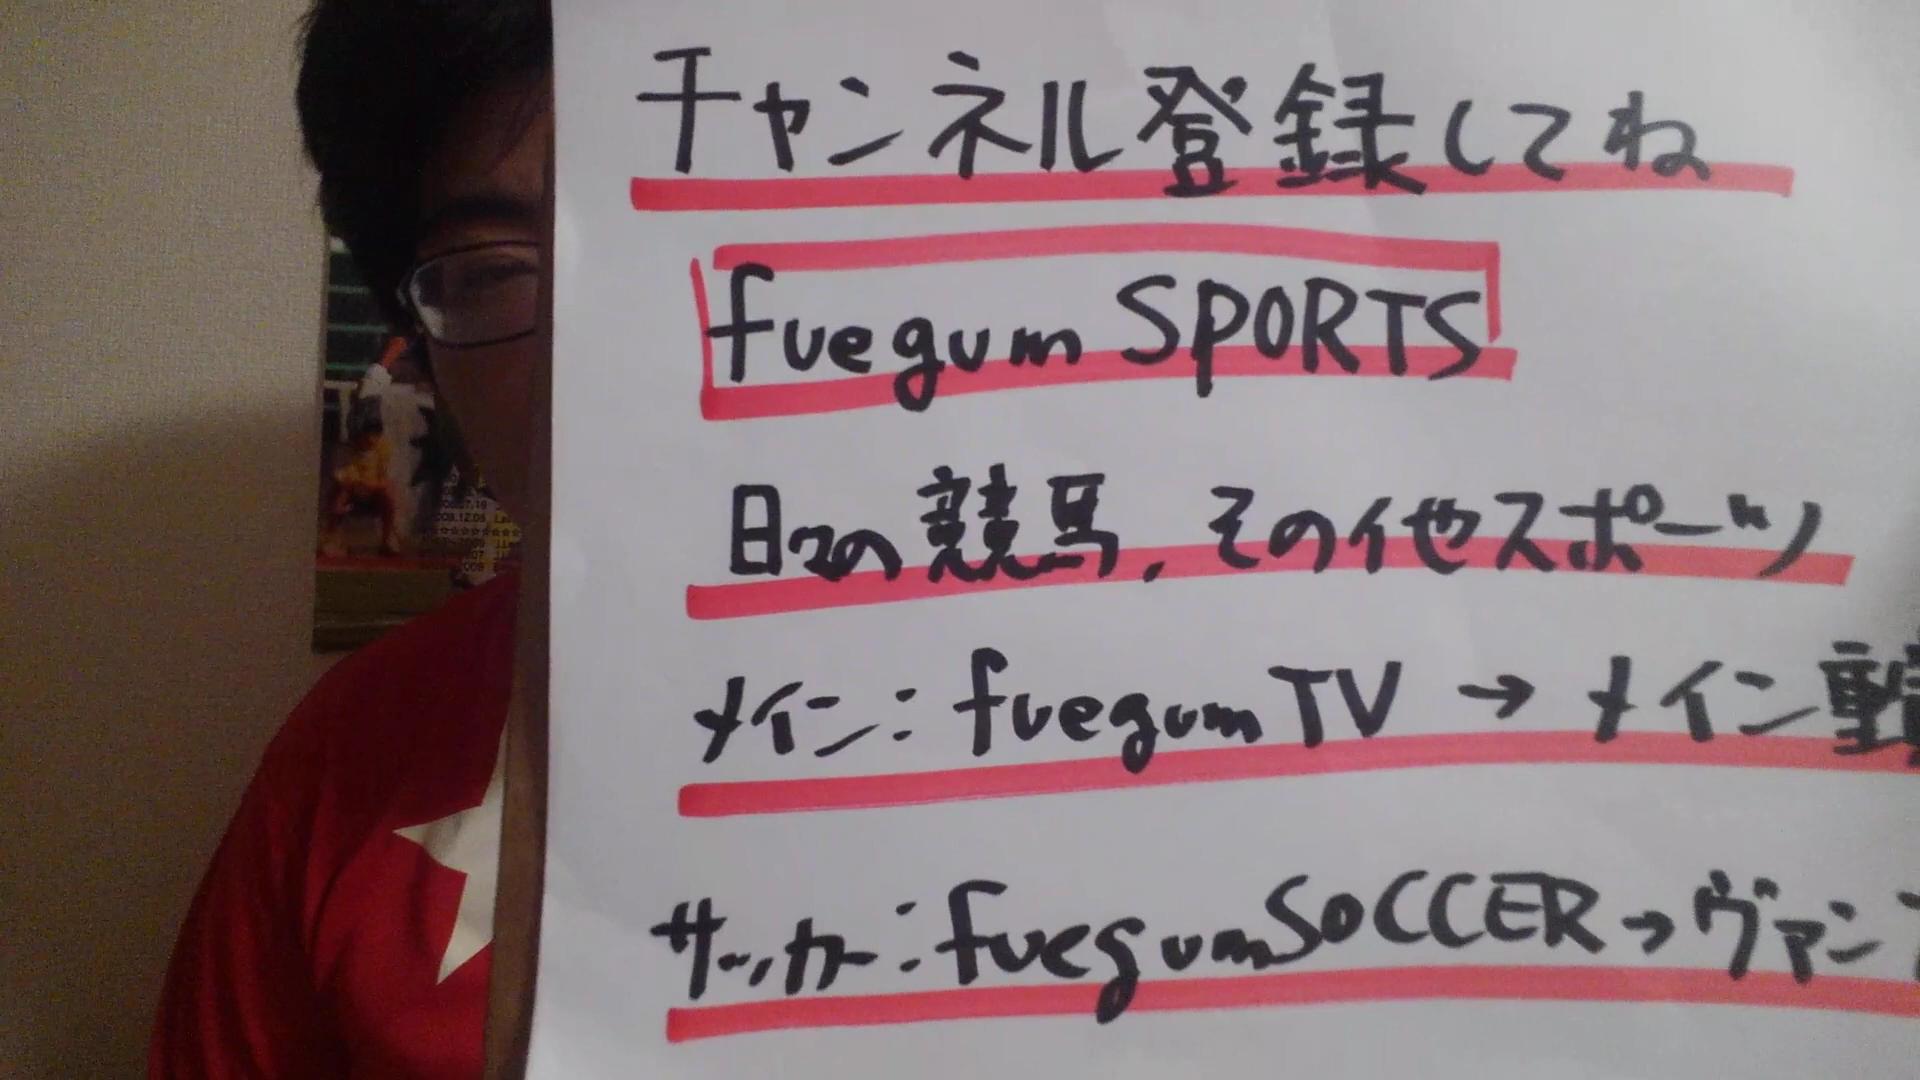 チャンネル登録してね
fuegum SPORTS
日々の競馬、その他スポーツ
メイン:fuegum TV → メイン動
サッカー:fuegum SOCCER→ヴァン